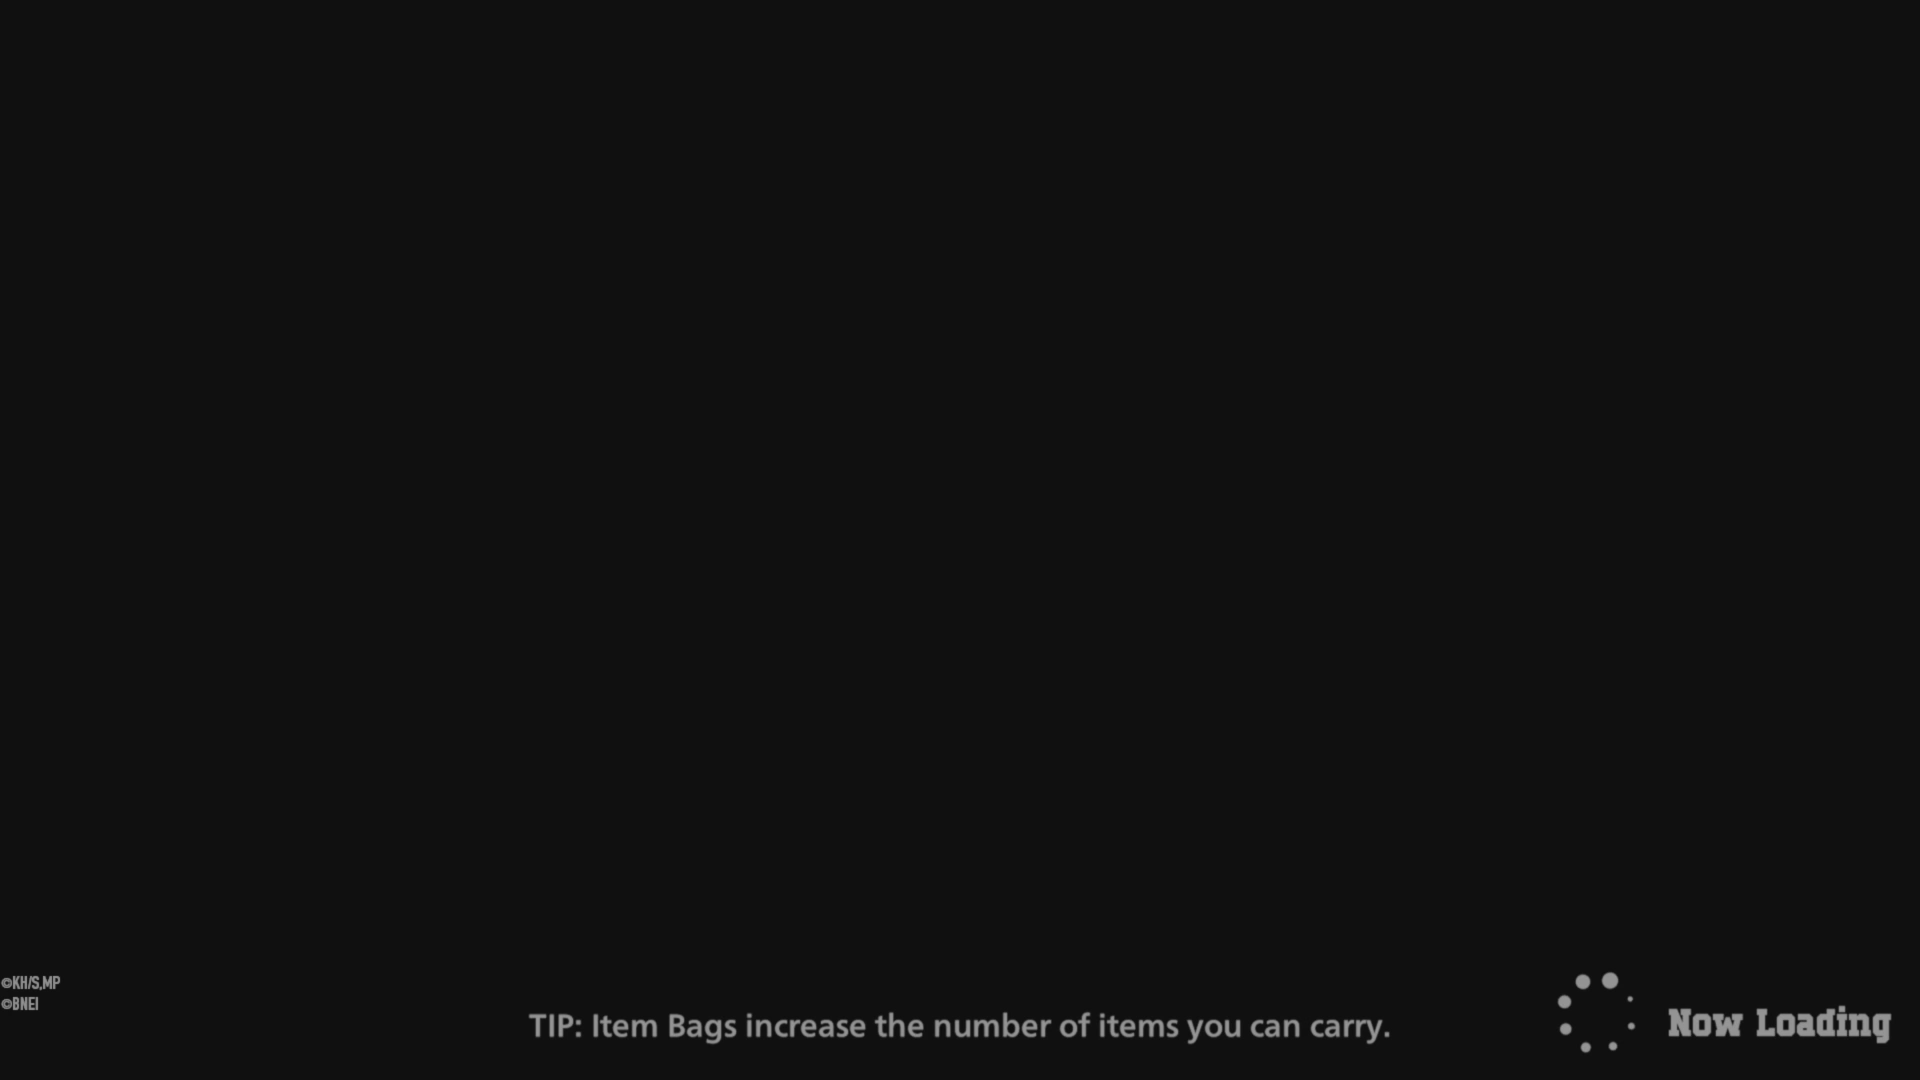 ©KH/S,MP
©BNEI
TIP: Item Bags increase the number of items you can carry.
Now Loading